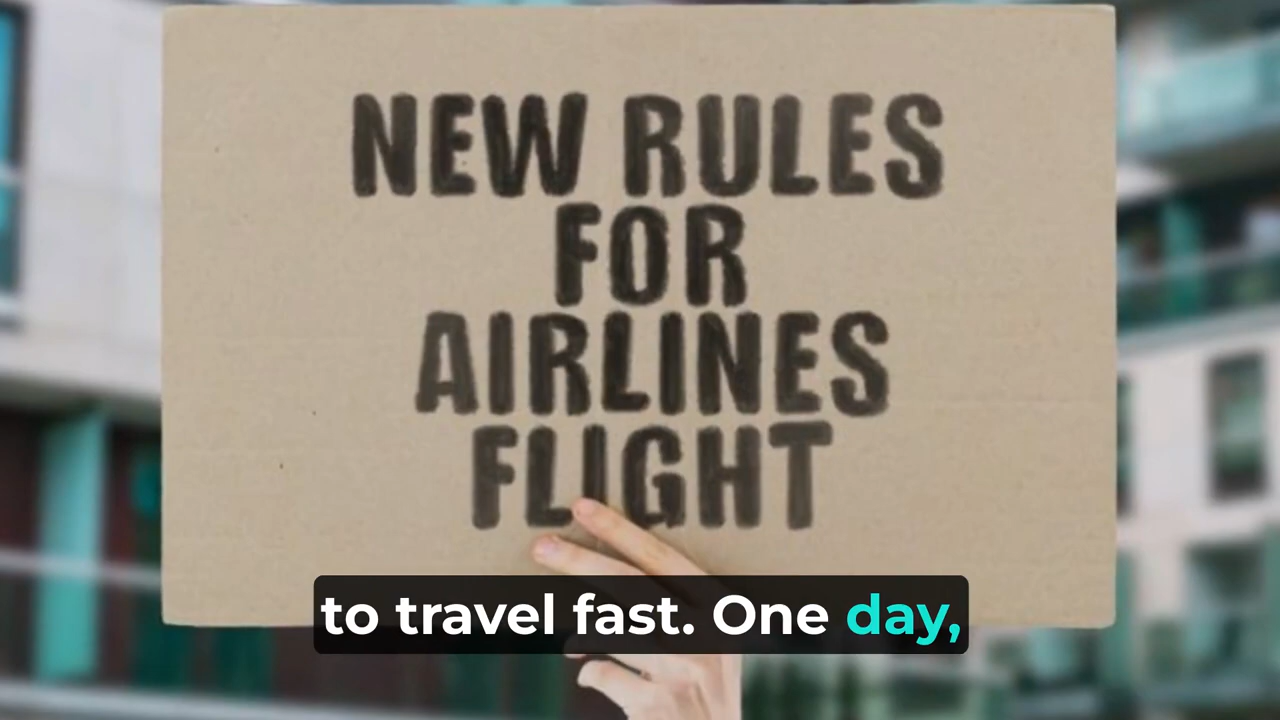 NEW RULES
FOR
AIRLINES
FLIGHT
to travel fast. One day,